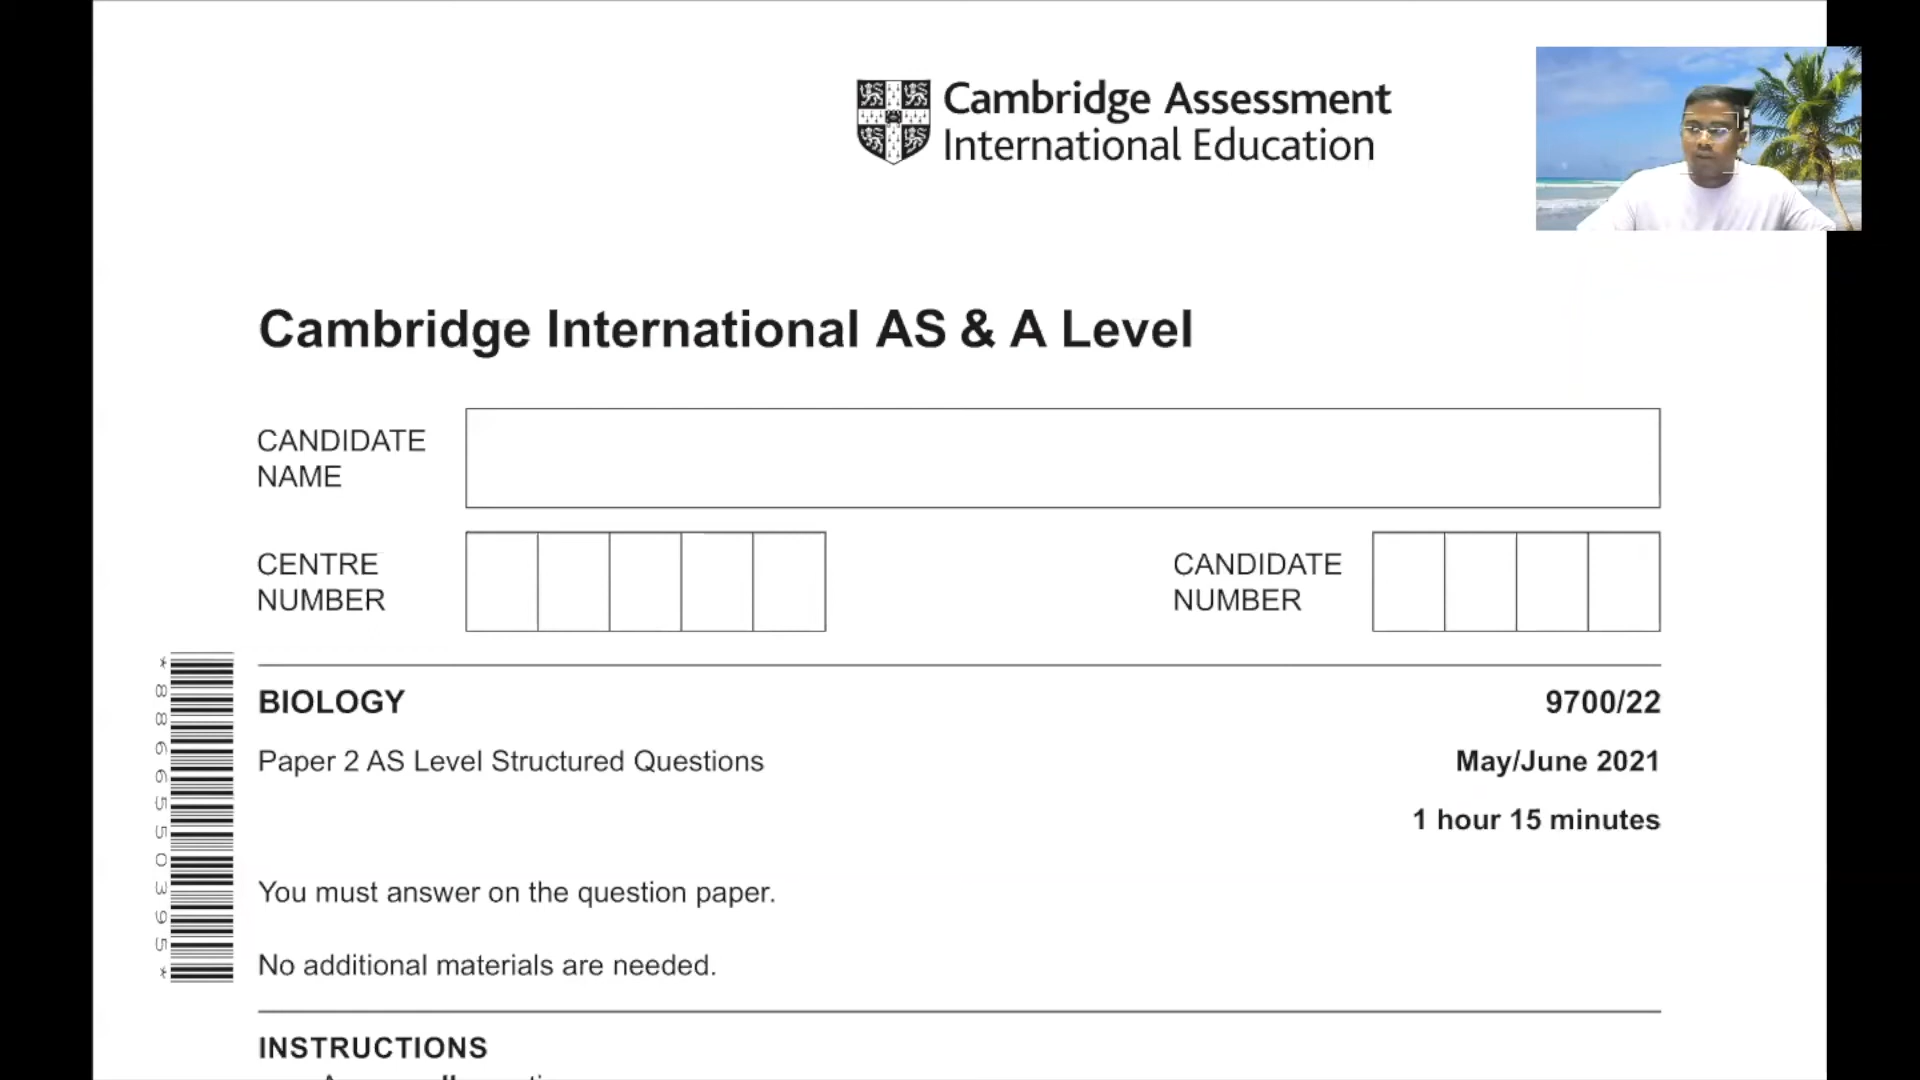 Cambridge Assessment
International Education
Cambridge International AS & A Level
CANDIDATE
NAME
CENTRE
NUMBER
CANDIDATE
NUMBER
*8866550395*
BIOLOGY
9700/22
Paper 2 AS Level Structured Questions
May/June 2021
1 hour 15 minutes
You must answer on the question paper.
No additional materials are needed.
INSTRUCTIONS